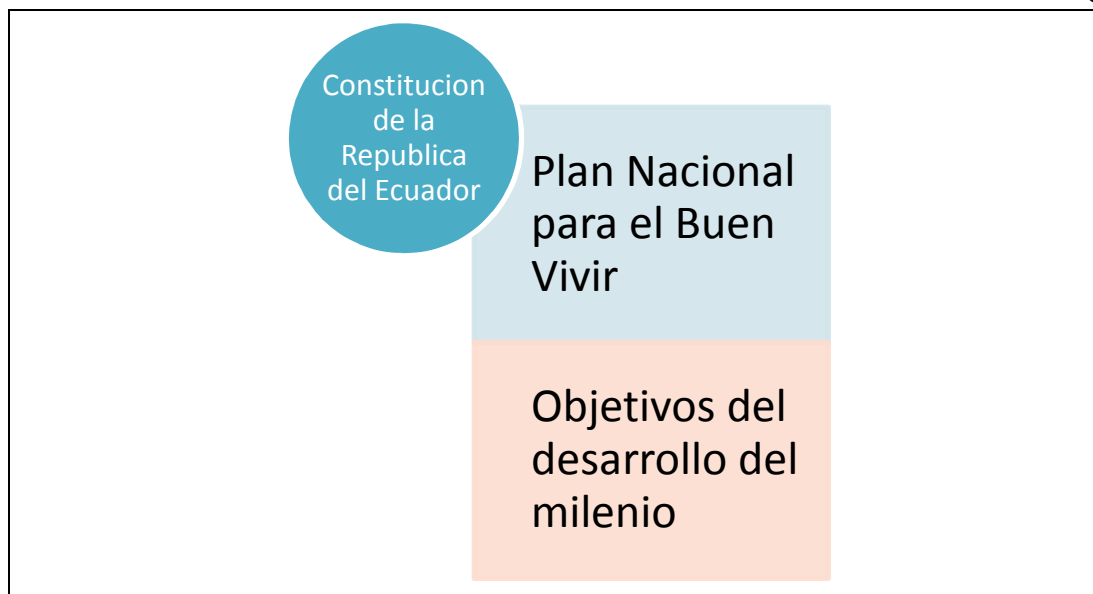 Constitucion
de la
Republica
del Ecuador
Plan Nacional
para el Buen
Vivir
Objetivos del
desarrollo del
milenio